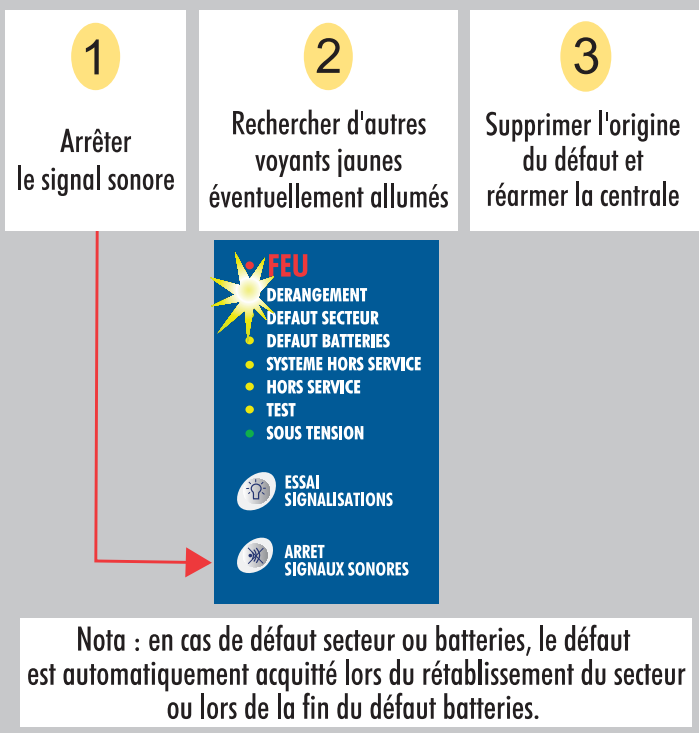 1
Arrêter
le signal sonore
2
Rechercher d'autres
voyants jaunes
éventuellement allumés
3
Supprimer l'origine
du défaut et
réarmer la centrale
FEU
DERANGEMENT
DEFAUT SECTEUR
DEFAUT BATTERIES
SYSTEME HORS SERVICE
HORS SERVICE
TEST
SOUS TENSION
ESSAI
SIGNALISATIONS
ARRET
SIGNAUX SONORES
Nota : en cas de défaut secteur ou batteries, le défaut
est automatiquement acquitté lors du rétablissement du secteur
ou lors de la fin du défaut batteries.